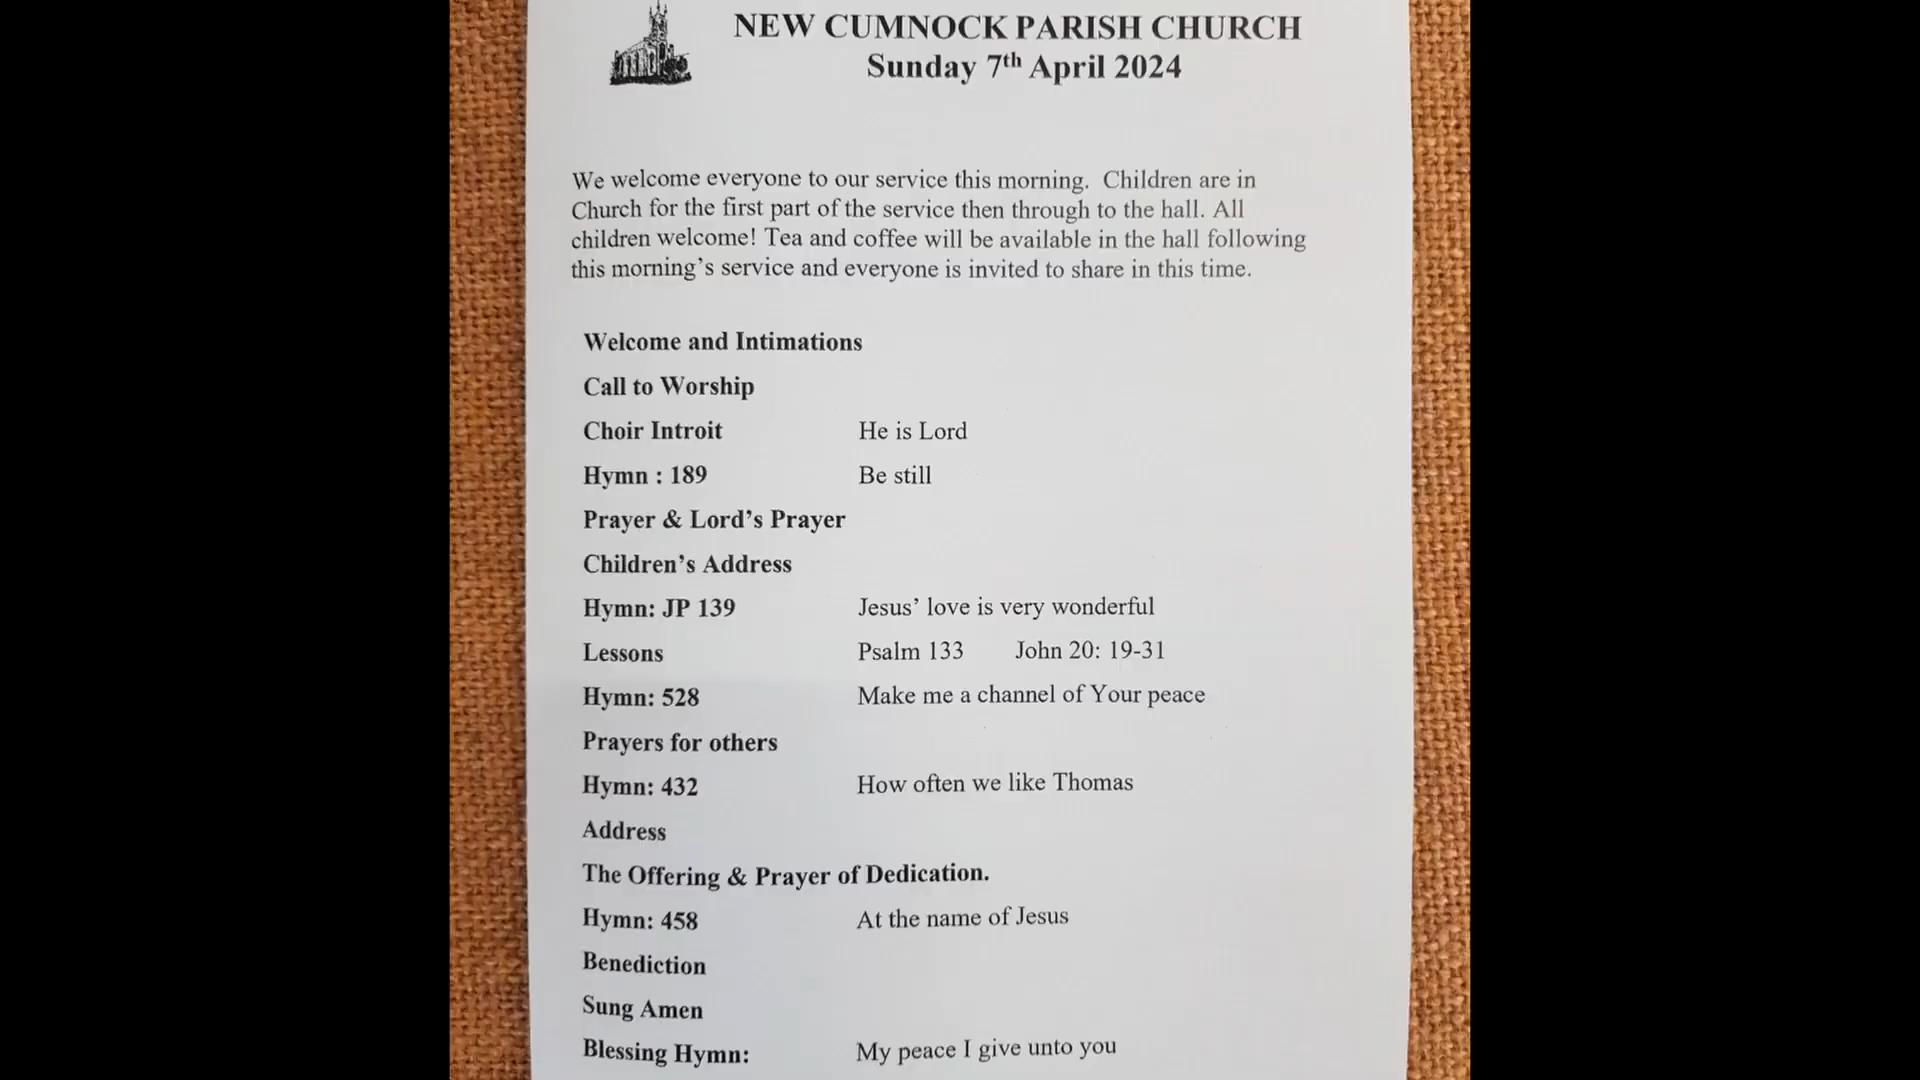 NEW CUMNOCK PARISH CHURCH
Sunday 7th April 2024
We welcome everyone to our service this morning. Children are in
Church for the first part of the service then through to the hall. All
children welcome! Tea and coffee will be available in the hall following
this morning’s service and everyone is invited to share in this time.
Welcome and Intimations
Call to Worship
Choir Introit He is Lord
Hymn : 189 Be still
Prayer & Lord’s Prayer
Children’s Address
Hymn: JP 139 Jesus’ love is very wonderful
Lessons Psalm 133 John 20: 19-31
Hymn: 528 Make me a channel of Your peace
Prayers for others
Hymn: 432 How often we like Thomas
Address
The Offering & Prayer of Dedication.
Hymn: 458 At the name of Jesus
Benediction
Sung Amen
Blessing Hymn: My peace I give unto you